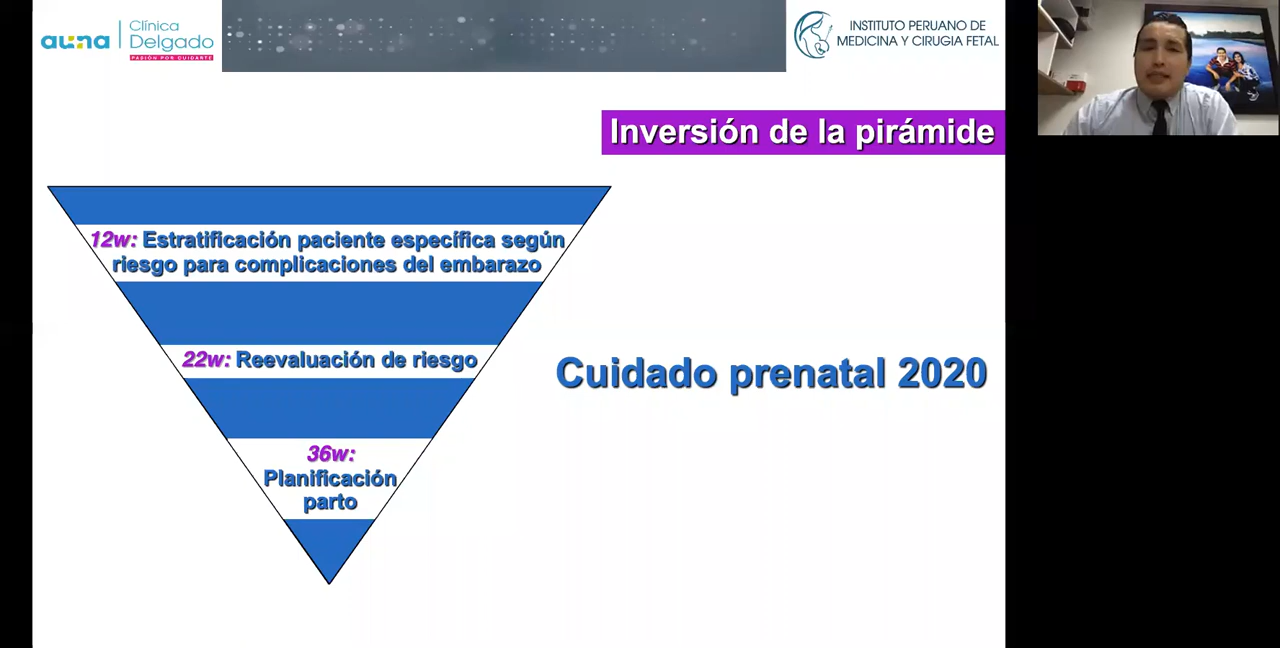 auna
Clínica
Delgado
PASIÓN POR CUIDARTE
INSTITUTO PERUANO DE
MEDICINA Y CIRUGIA FETAL
Inversión de la pirámide
12w: Estratificación paciente específica según
riesgo para complicaciones del embarazo
22w: Reevaluación de riesgo
Cuidado prenatal 2020
36w:
Planificación
parto